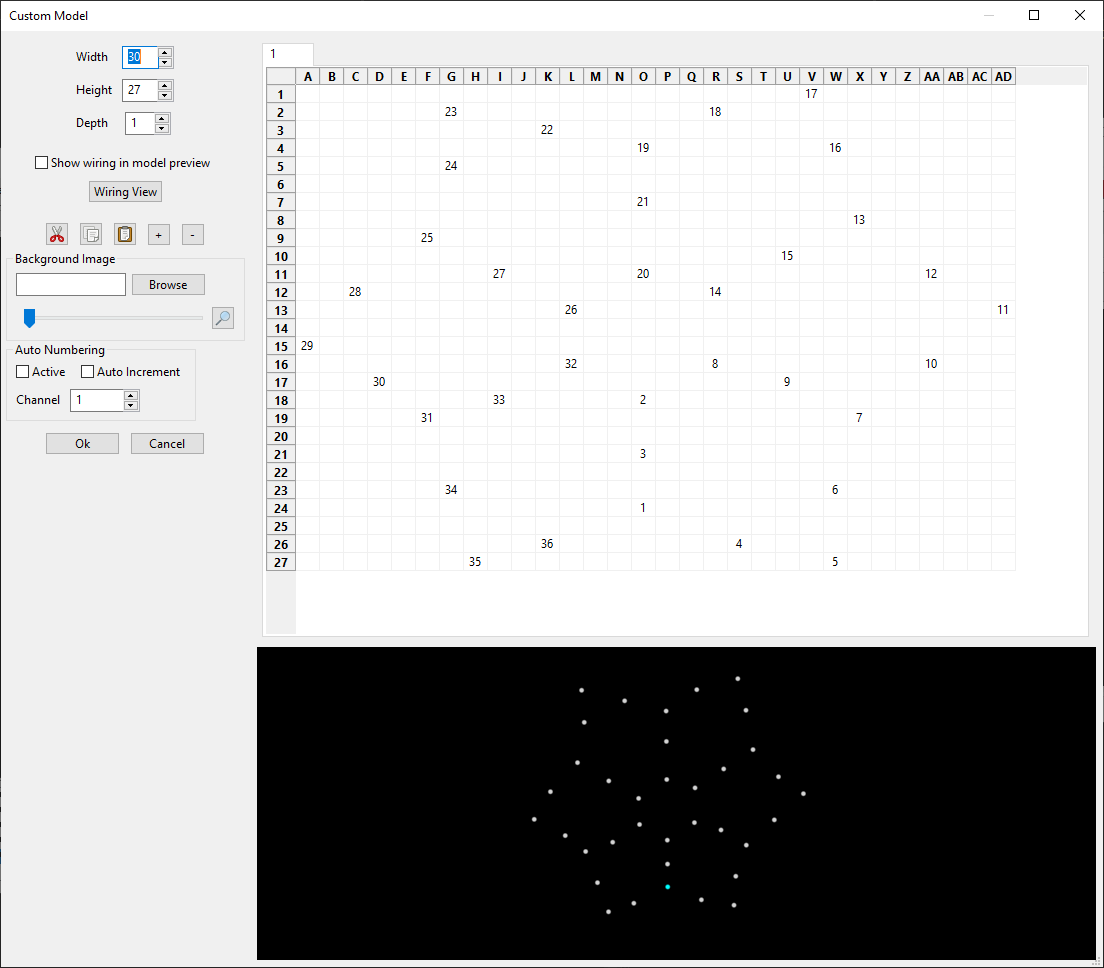 Custom Model
Width 30
Height 27
Depth 1
Show wiring in model preview
Wiring View
+ -
Background Image
Browse
Auto Numbering
Active Auto Increment
Channel 1
Ok Cancel
1
A B C D E F G H I J K L M N O P Q R S T U V W X Y Z AA AB AC AD
1 17
2 23 18
3 22
4 19 16
5 24
6
7 21
8 13
9 25
10 15
11 27 20 12
12 28 14
13 26 11
14
15 29
16 32 8 10
17 30 9
18 33 2
19 31 7
20
21 3
22
23 34 6
24 1
25
26 36 4
27 35 5